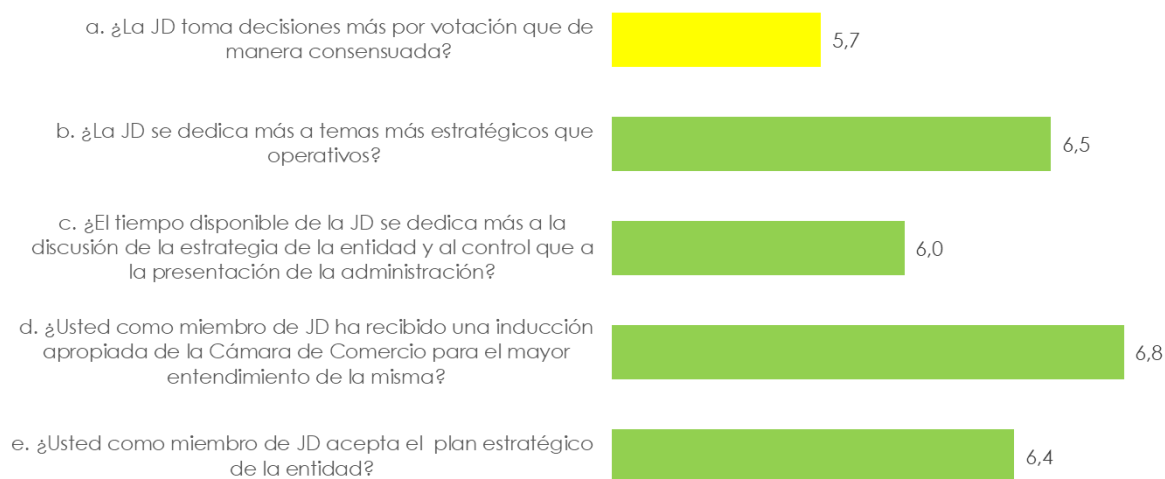 a. ¿La JD toma decisiones más por votación que de
manera consensuada?
5,7
b. ¿La JD se dedica más a temas más estratégicos que
operativos?
6,5
c. ¿El tiempo disponible de la JD se dedica más a la
discusión de la estrategia de la entidad y al control que a
la presentación de la administración?
6,0
d. ¿Usted como miembro de JD ha recibido una inducción
apropiada de la Cámara de Comercio para el mayor
entendimiento de la misma?
6,8
e. ¿Usted como miembro de JD acepta el plan estratégico
de la entidad?
6,4